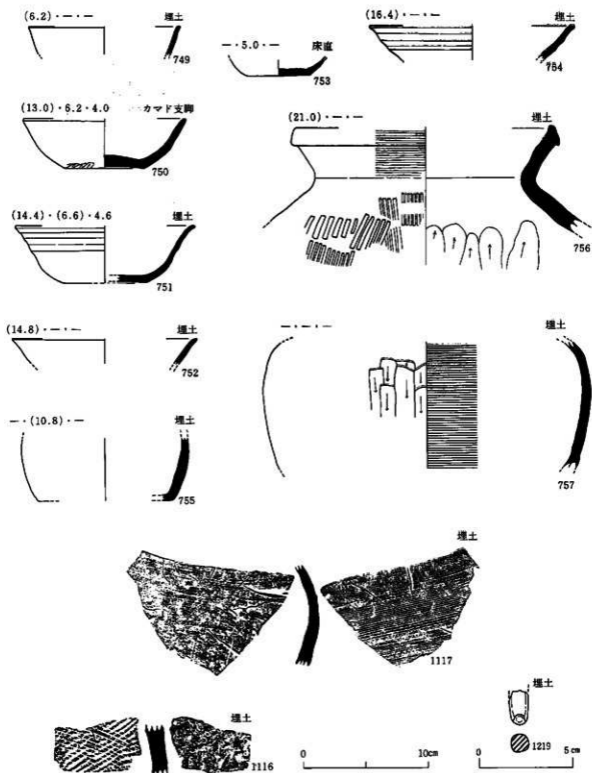 (6.2)・—・— 埋土
749
—・5.0・— 床直
753
(16.4)・—・— 埋土
754
(13.0)・6.2・4.0 カマド支脚
750
(21.0)・—・— 埋土
756
(14.4)・(6.6)・4.6 埋土
751
(14.8)・—・— 埋土
752
—・(10.8)・— 埋土
755
—・—・— 埋土
757
埋土
1117
埋土
1116
埋土
1219
0 10cm
0 5cm